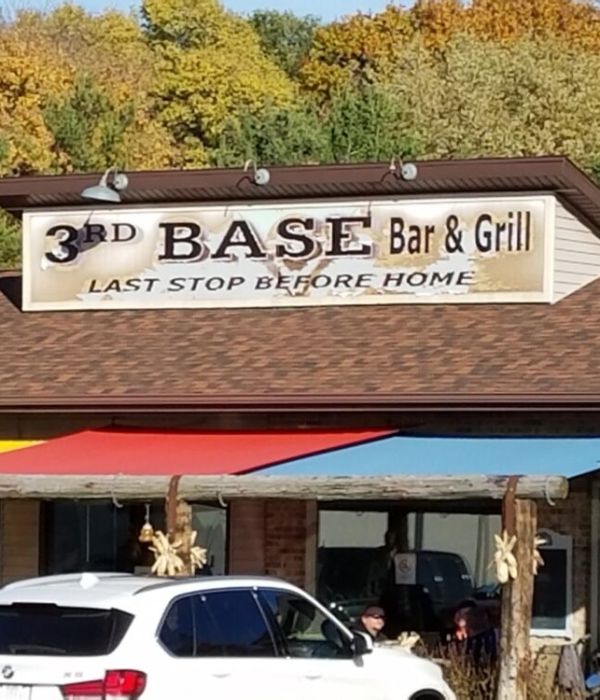 3RD BASE Bar & Grill
LAST STOP BEFORE HOME